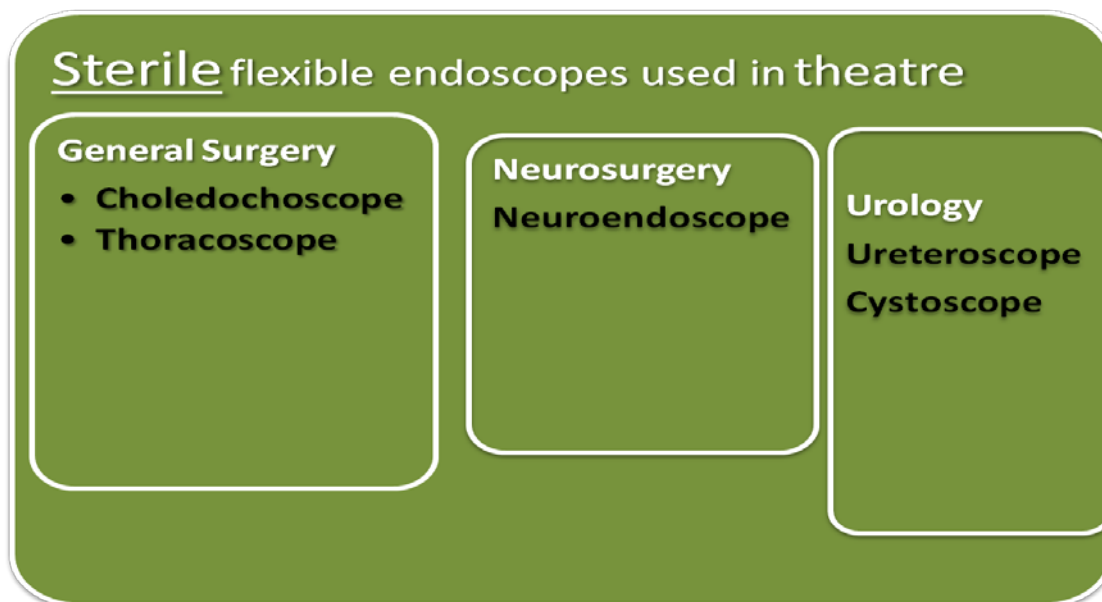 Sterile flexible endoscopes used in theatre
General Surgery
• Choledochoscope
• Thoracoscope
Neurosurgery
Neuroendoscope
Urology
Ureteroscope
Cystoscope